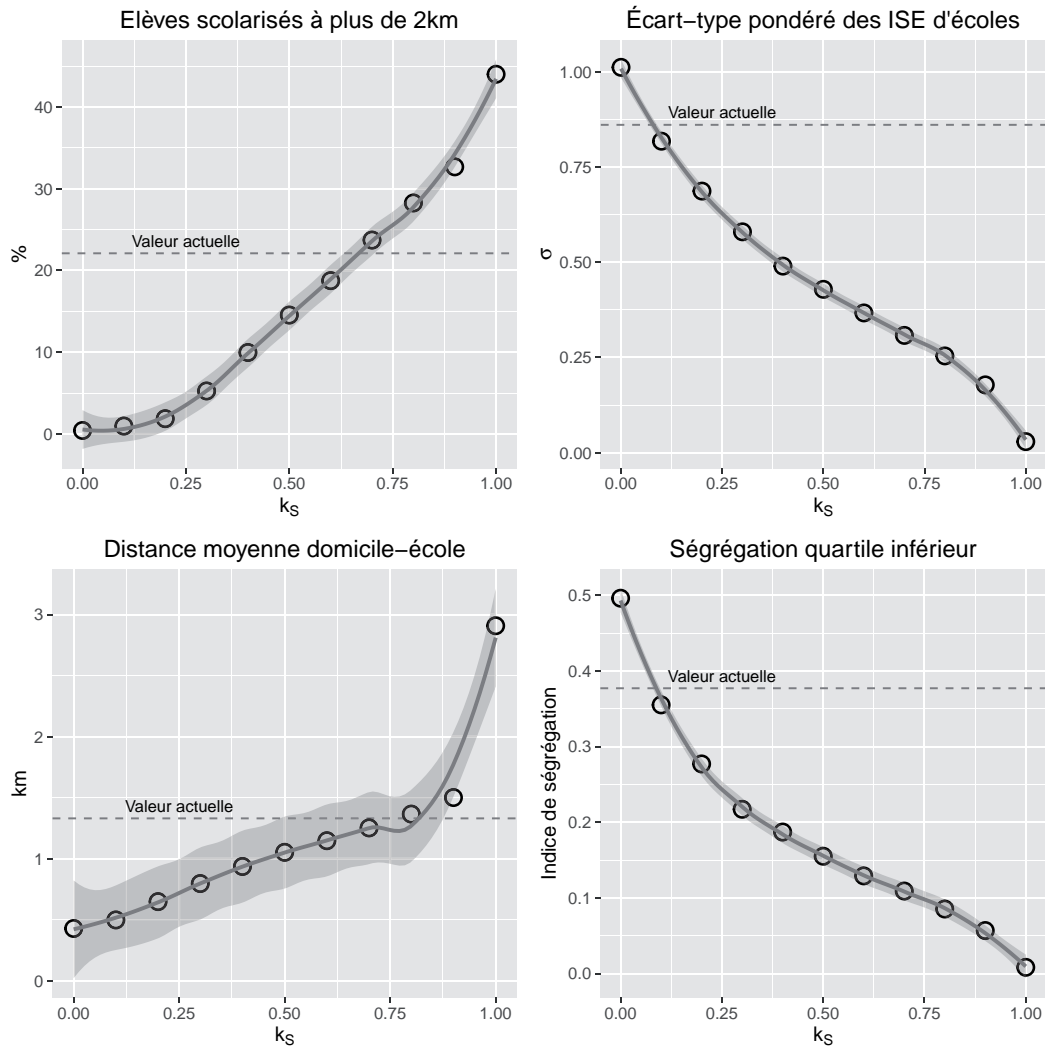 Elèves scolarisés à plus de 2km
%
40
30
20
10
0
Valeur actuelle
0.00 0.25 0.50 0.75 1.00
kS
Écart−type pondéré des ISE d'écoles
σ
1.00
0.75
0.50
0.25
0.00
Valeur actuelle
0.00 0.25 0.50 0.75 1.00
kS
Distance moyenne domicile−école
km
3
2
1
0
Valeur actuelle
0.00 0.25 0.50 0.75 1.00
kS
Ségrégation quartile inférieur
Indice de ségrégation
0.5
0.4
0.3
0.2
0.1
0.0
Valeur actuelle
0.00 0.25 0.50 0.75 1.00
kS